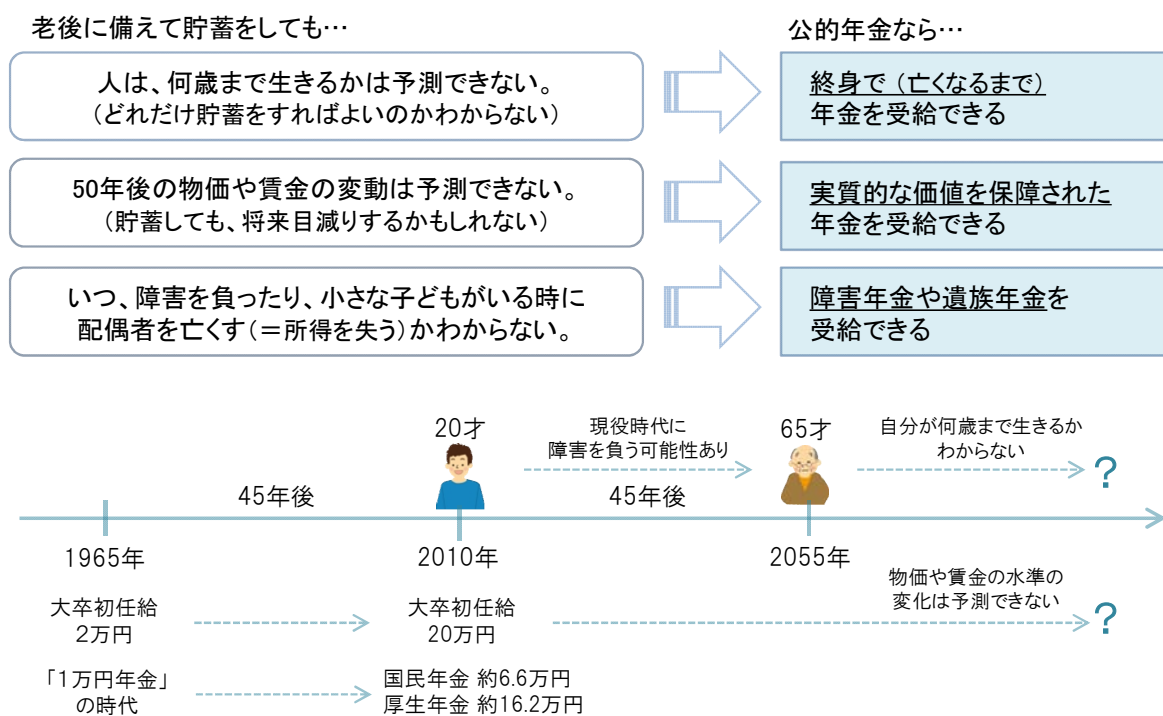 老後に備えて貯蓄をしても…
公的年金なら…
人は、何歳まで生きるかは予測できない。
(どれだけ貯蓄をすればよいのかわからない)
終身で(亡くなるまで)
年金を受給できる
50年後の物価や賃金の変動は予測できない。
(貯蓄しても、将来目減りするかもしれない)
実質的な価値を保障された
年金を受給できる
いつ、障害を負ったり、小さな子どもがいる時に
配偶者を亡くす(=所得を失う)かわからない。
障害年金や遺族年金を
受給できる
20才
現役時代に
障害を負う可能性あり
65才
自分が何歳まで生きるか
わからない
?
45年後
45年後
1965年
2010年
2055年
物価や賃金の水準の
変化は予測できない
?
大卒初任給
2万円
大卒初任給
20万円
「1万円年金」
の時代
国民年金 約6.6万円
厚生年金 約16.2万円